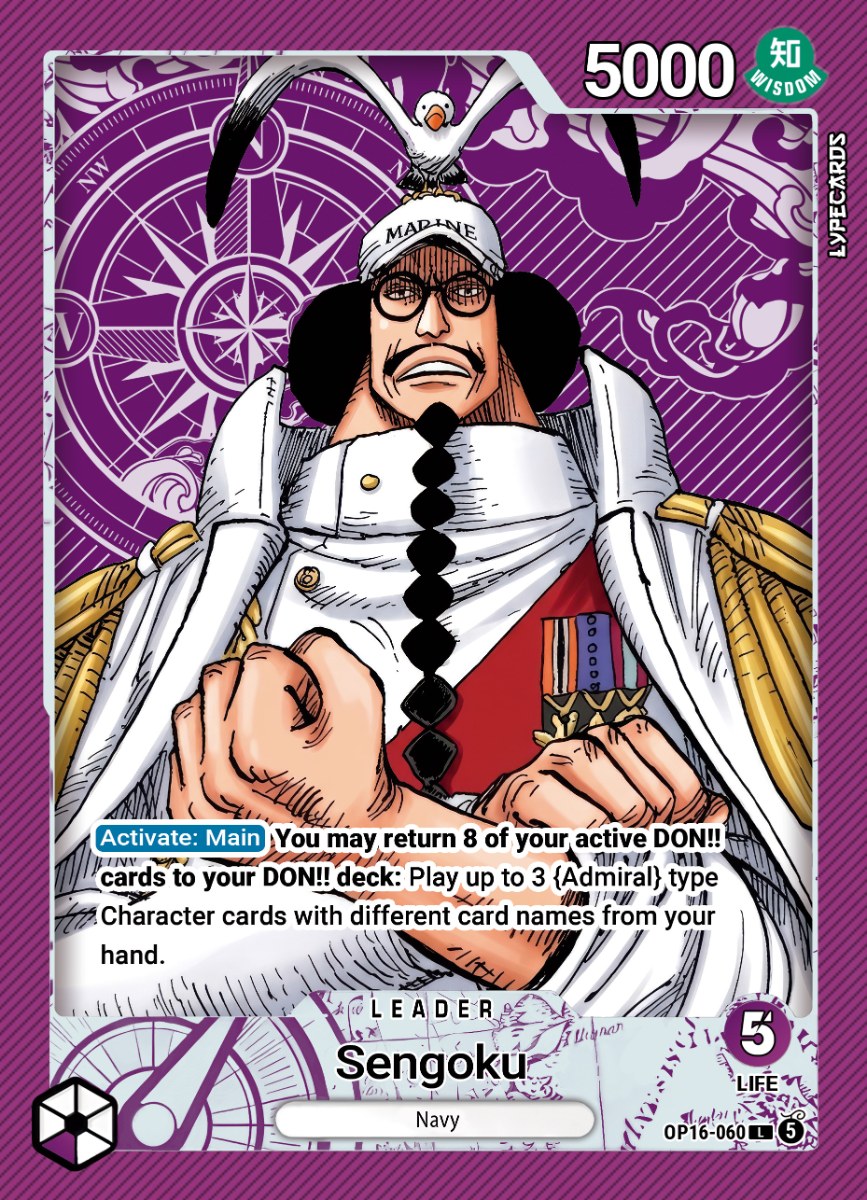 5000
知
WISDOM
LYPECARDS
NW
MARINE
V
Activate: Main You may return 8 of your active DON!!
cards to your DON!! deck: Play up to 3 {Admiral} type
Character cards with different card names from your
hand.
LEADER
Sengoku
5
LIFE
Navy
OP16-060 L 5